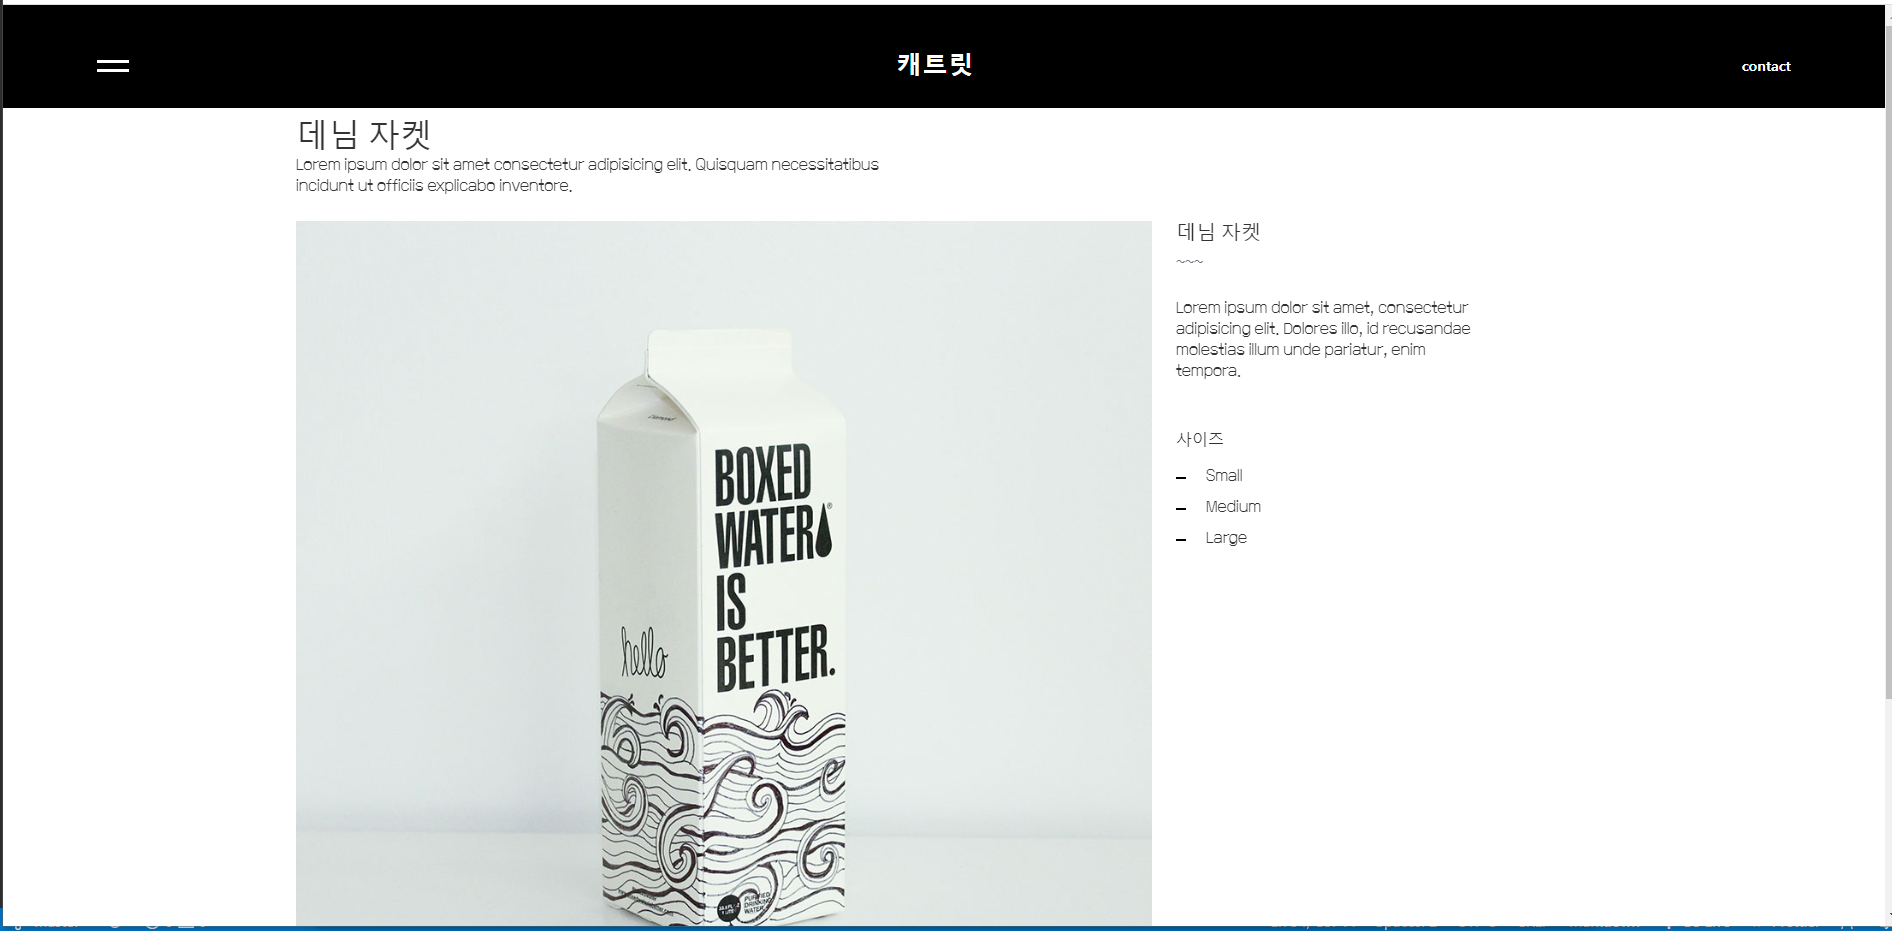 캐트릿
contact
데님 자켓
Lorem ipsum dolor sit amet consectetur adipisicing elit. Quisquam necessitatibus
incidunt ut officiis explicabo inventore.
데님 자켓
~~~
Lorem ipsum dolor sit amet, consectetur
adipisicing elit. Dolores illo, id recusandae
molestias illum unde pariatur, enim
tempora.
사이즈
Small
Medium
Large
Diamond
BOXED
WATER®
IS
BETTER.
hello
PURIFIED
DRINKING
WATER